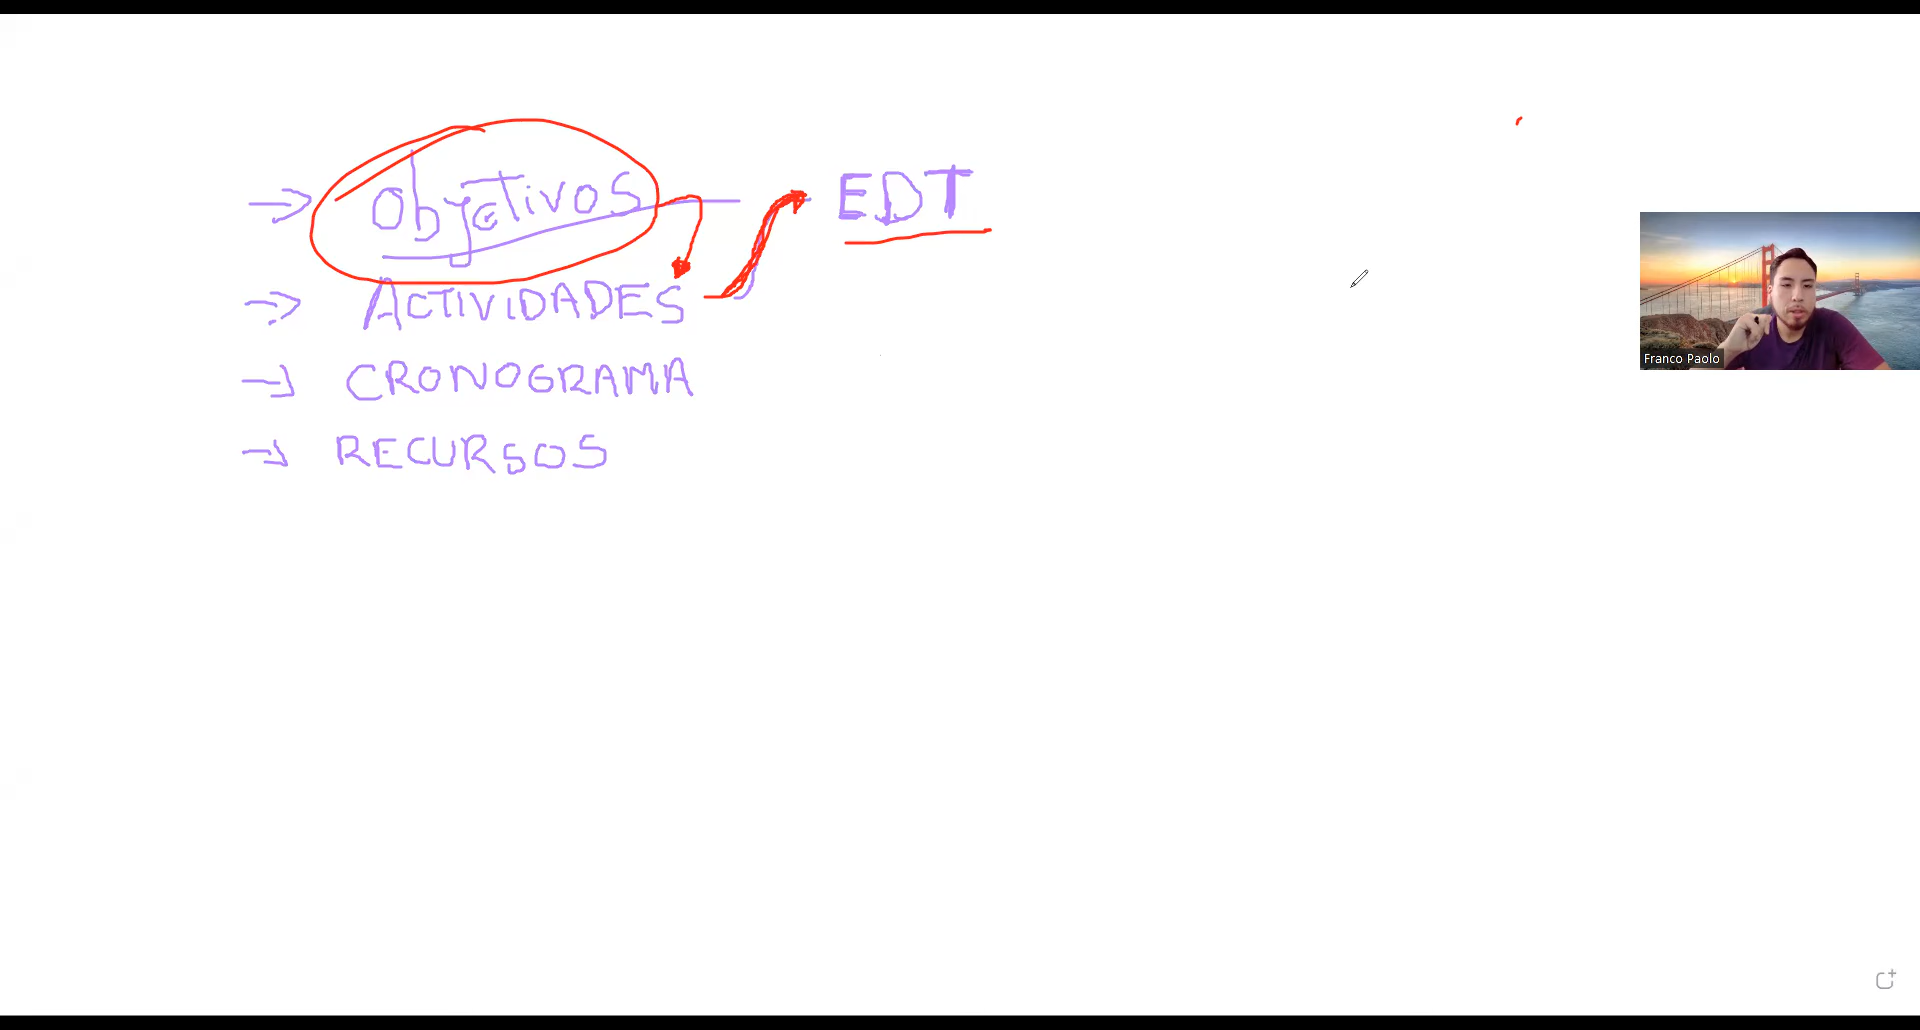 Objetivos EDT
ACTIVIDADES
CRONOGRAMA
RECURSOS
Franco Paolo